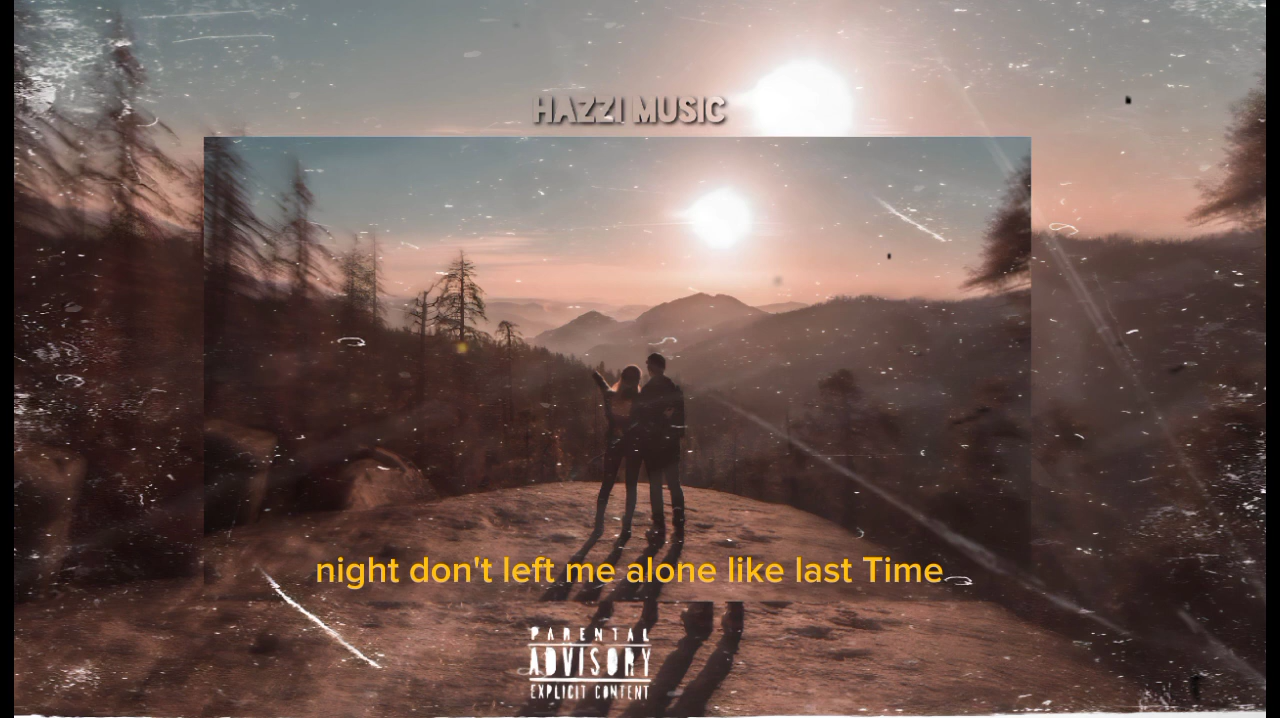 HAZZI MUSIC
night don't left me alone like last Time
PARENTAL
ADVISORY
EXPLICIT CONTENT